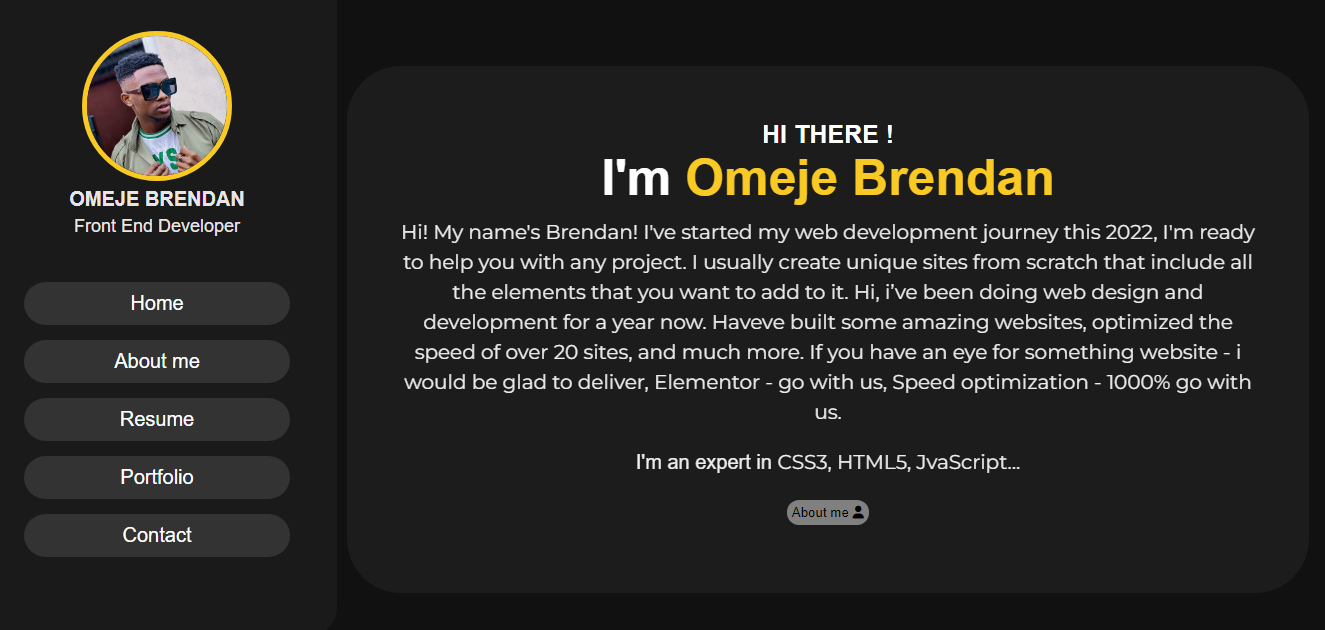 OMEJE BRENDAN
Front End Developer
Home
About me
Resume
Portfolio
Contact
HI THERE !
I'm Omeje Brendan
Hi! My name's Brendan! I've started my web development journey this 2022, I'm ready
to help you with any project. I usually create unique sites from scratch that include all
the elements that you want to add to it. Hi, i’ve been doing web design and
development for a year now. Haveve built some amazing websites, optimized the
speed of over 20 sites, and much more. If you have an eye for something website - i
would be glad to deliver, Elementor - go with us, Speed optimization - 1000% go with
us.
I'm an expert in CSS3, HTML5, JvaScript...
About me